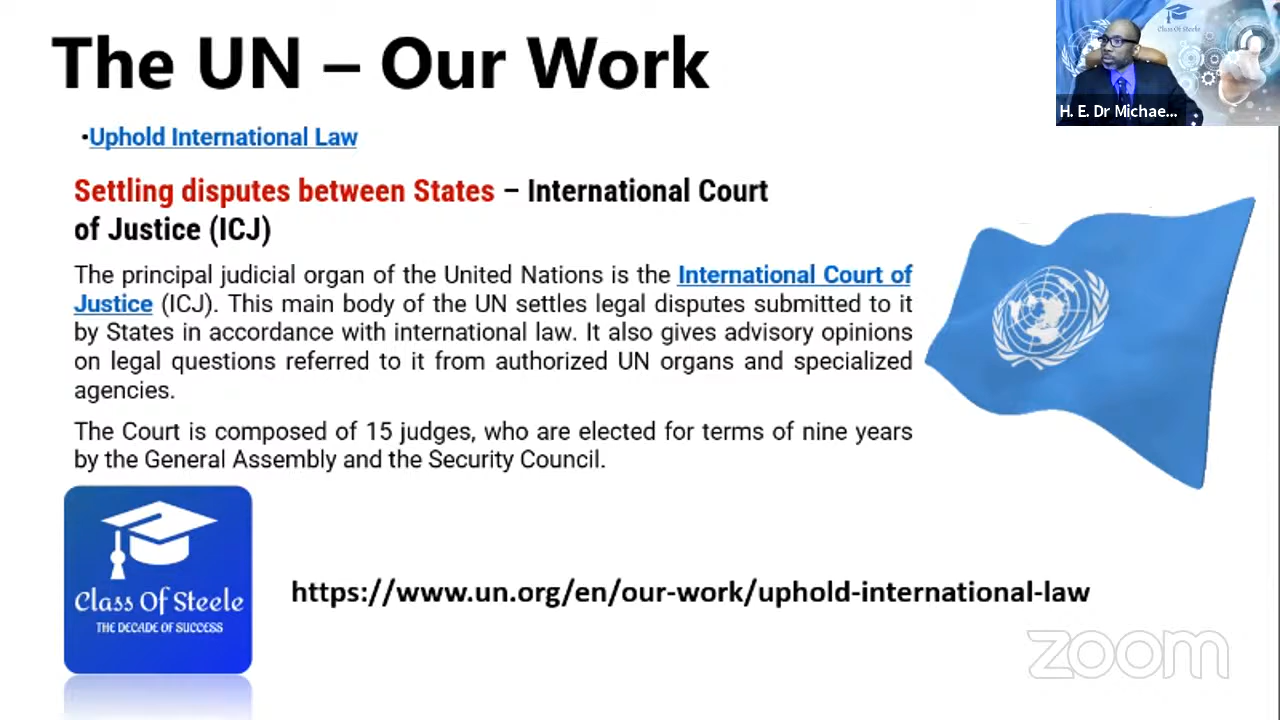 The UN – Our Work
Class Of Steele
H. E. Dr Michae...
•Uphold International Law
Settling disputes between States – International Court
of Justice (ICJ)
The principal judicial organ of the United Nations is the International Court of
Justice (ICJ). This main body of the UN settles legal disputes submitted to it
by States in accordance with international law. It also gives advisory opinions
on legal questions referred to it from authorized UN organs and specialized
agencies.
The Court is composed of 15 judges, who are elected for terms of nine years
by the General Assembly and the Security Council.
Class Of Steele
THE DECADE OF SUCCESS
https://www.un.org/en/our-work/uphold-international-law
zoom